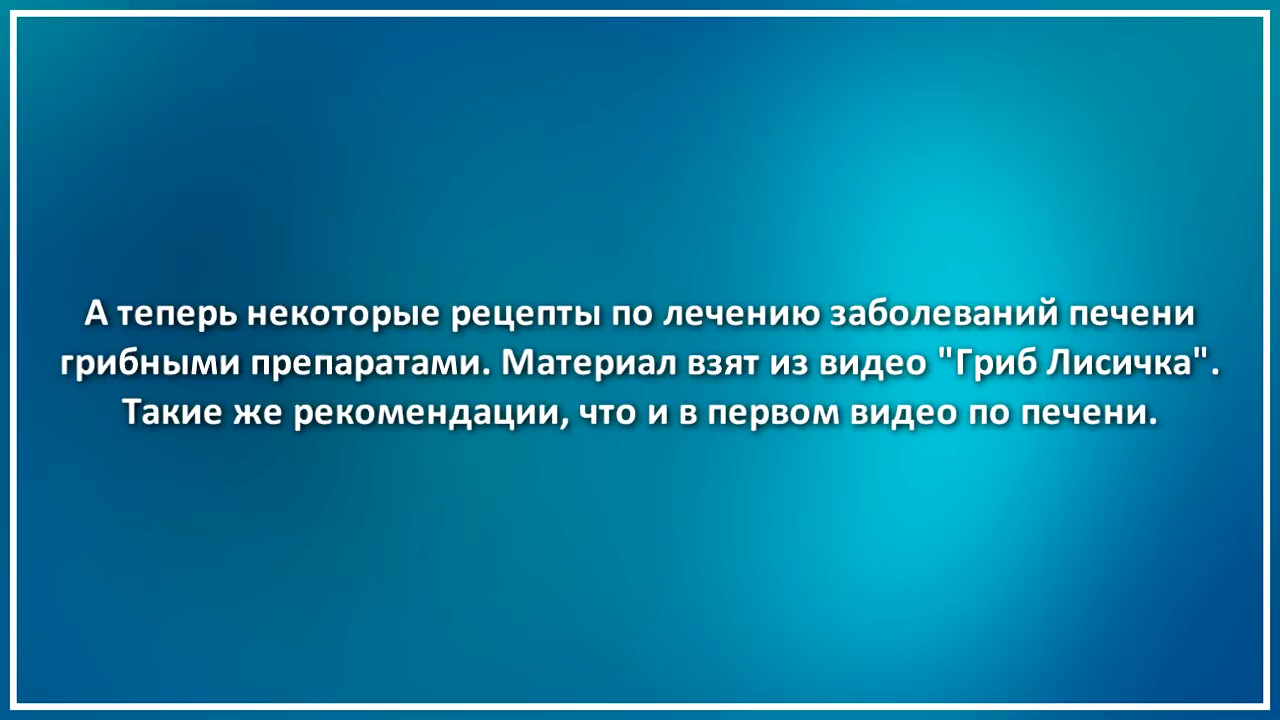 А теперь некоторые рецепты по лечению заболеваний печени
грибными препаратами. Материал взят из видео "Гриб Лисичка".
Такие же рекомендации, что и в первом видео по печени.